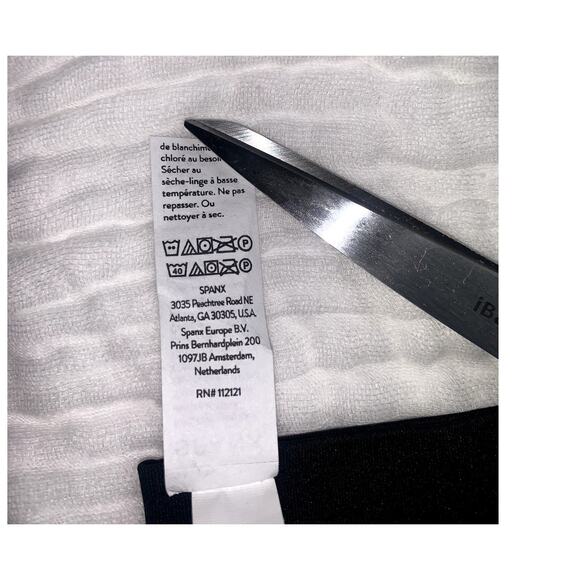 de blanchime
chloré au besoin
Sécher au
sèche-linge à basse
température. Ne pas
repasser. Ou
nettoyer à sec.
P
40 P
SPANX
3035 Peachtree Road NE
Atlanta, GA 30305, U.S.A.
Spanx Europe B.V.
Prins Bernhardplein 200
1097JB Amsterdam,
Netherlands
RN# 112121